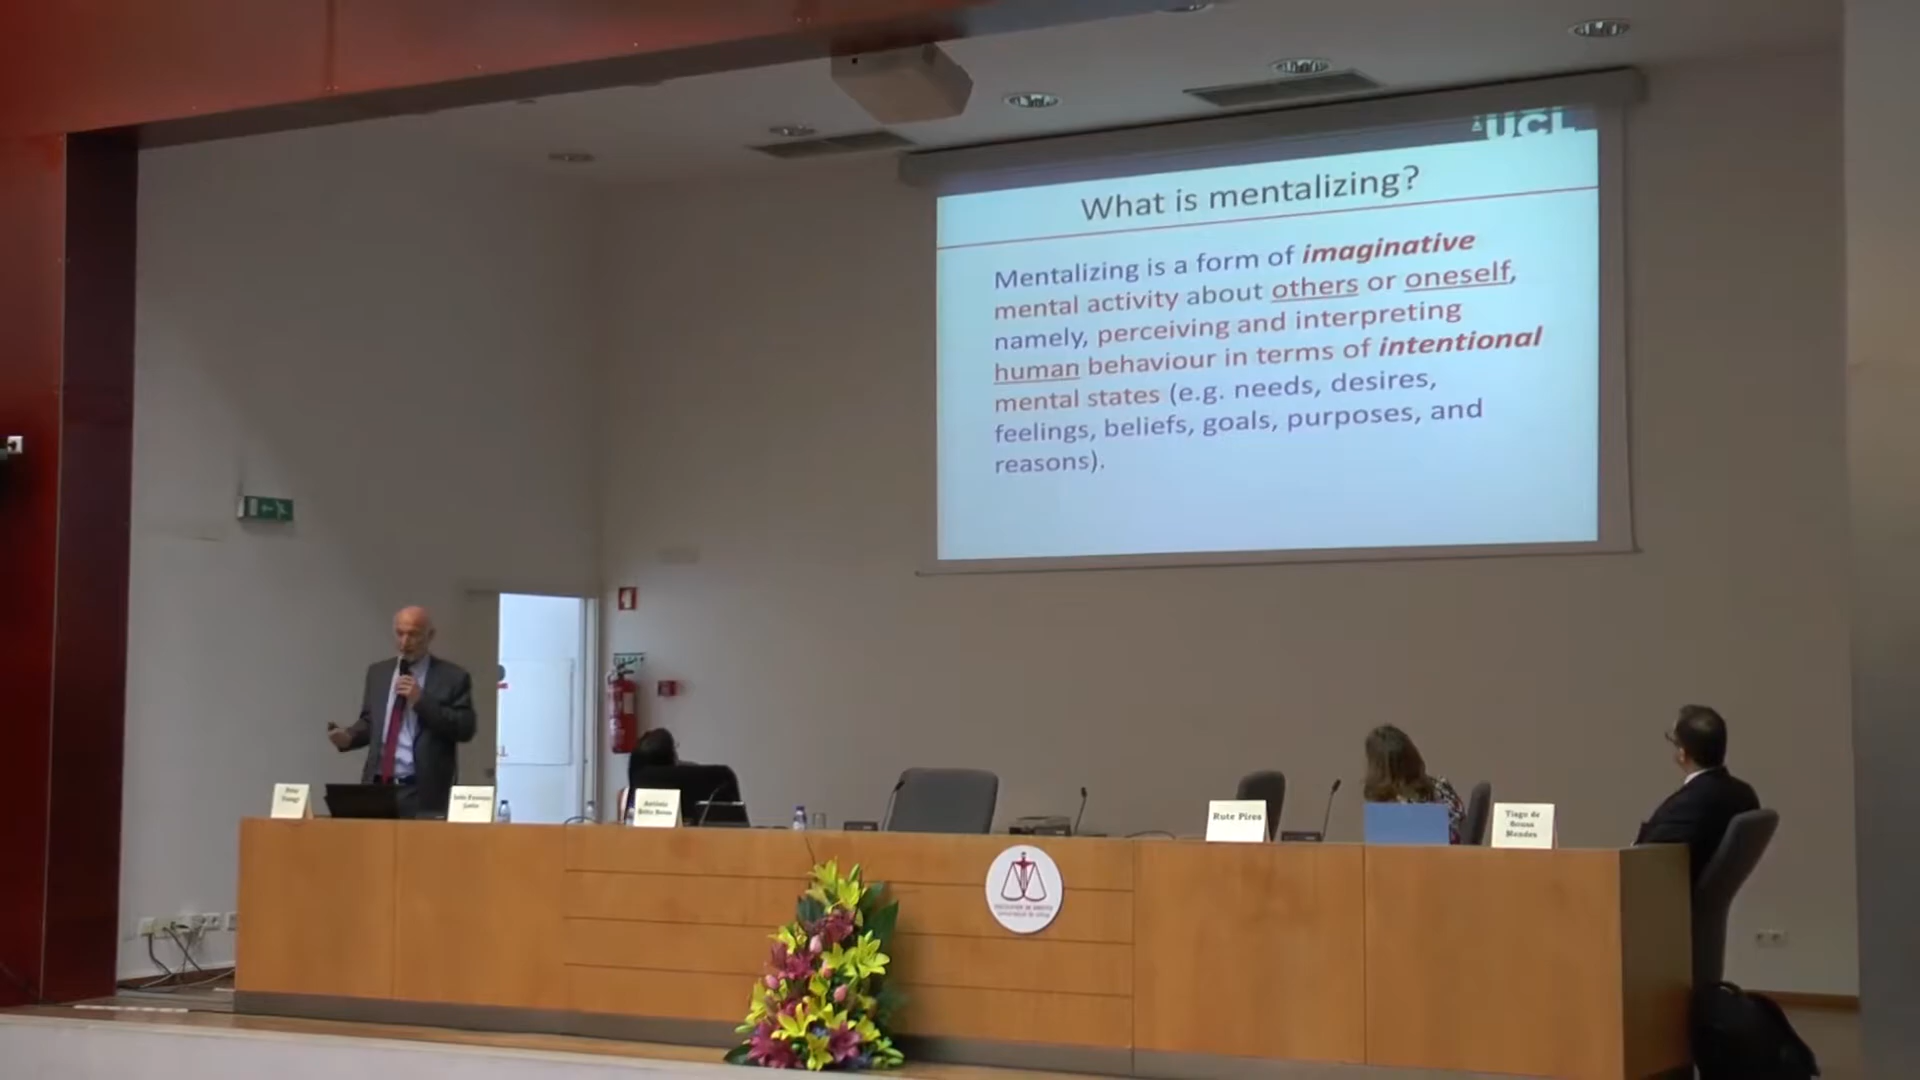 UCL
What is mentalizing?
Mentalizing is a form of imaginative
mental activity about others or oneself,
namely, perceiving and interpreting
human behaviour in terms of intentional
mental states (e.g. needs, desires,
feelings, beliefs, goals, purposes, and
reasons).
Rute Pires
Tiago de
Sousa
Mendes